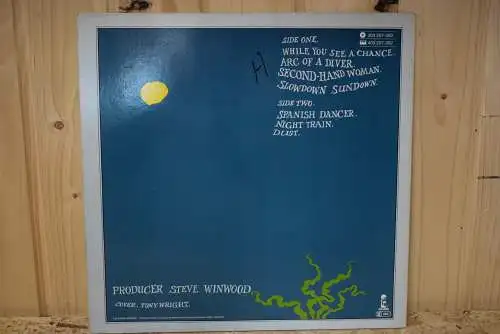 SIDE ONE.
WHILE YOU SEE A CHANCE.
ARC OF A DIVER.
SECOND-HAND WOMAN.
SLOWDOWN SUNDOWN.
SIDE TWO.
SPANISH DANCER.
NIGHT TRAIN.
DUST.
PRODUCER STEVE WINWOOD
COVER. TONY WRIGHT.